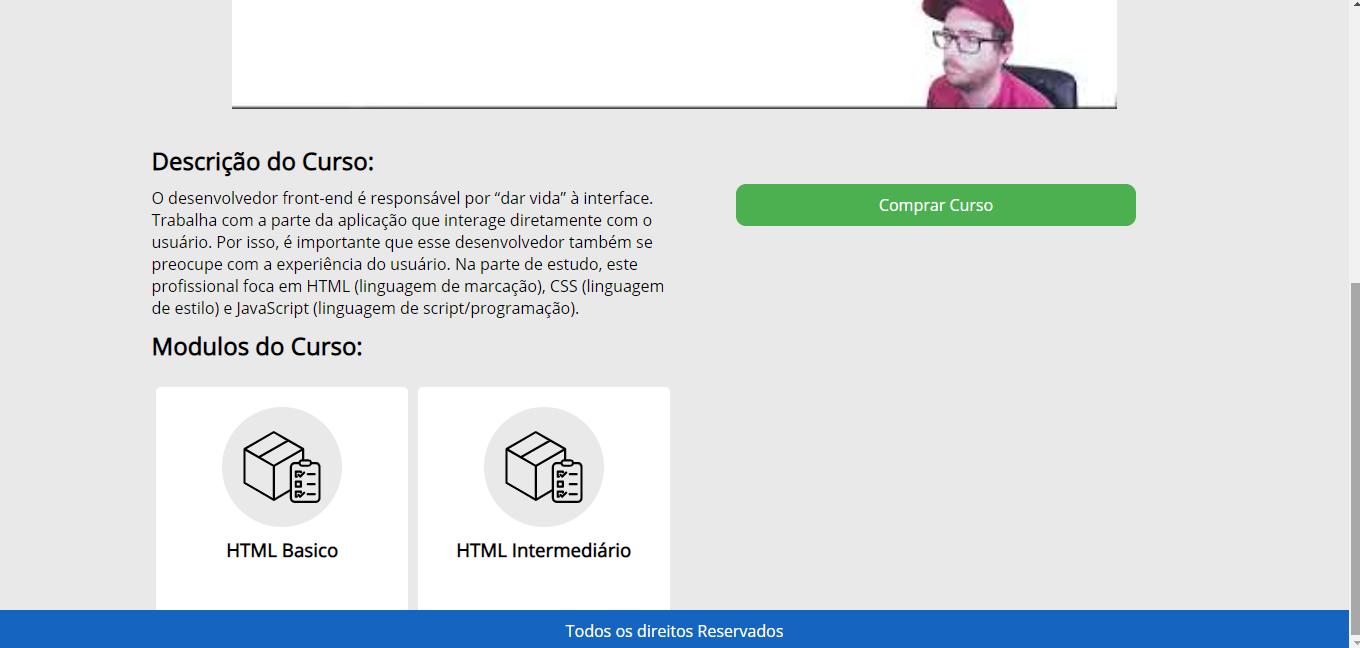 Descrição do Curso:
O desenvolvedor front-end é responsável por “dar vida” à interface.
Trabalha com a parte da aplicação que interage diretamente com o
usuário. Por isso, é importante que esse desenvolvedor também se
preocupe com a experiência do usuário. Na parte de estudo, este
profissional foca em HTML (linguagem de marcação), CSS (linguagem
de estilo) e JavaScript (linguagem de script/programação).
Comprar Curso
Modulos do Curso:
HTML Basico
HTML Intermediário
Todos os direitos Reservados